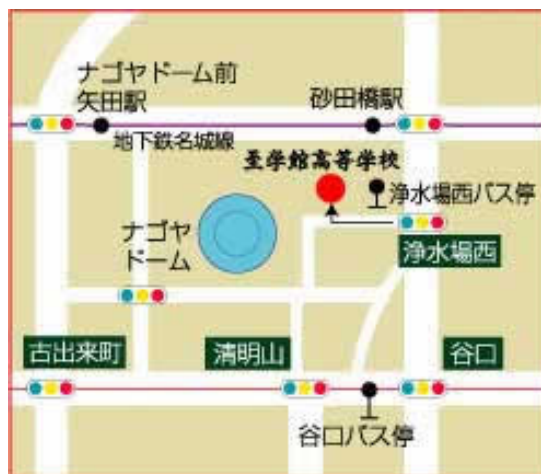 ナゴヤドーム前
矢田駅
砂田橋駅
地下鉄名城線
至学館高等学校
浄水場西バス停
ナゴヤ
ドーム
浄水場西
古出来町
清明山
谷口
谷口バス停